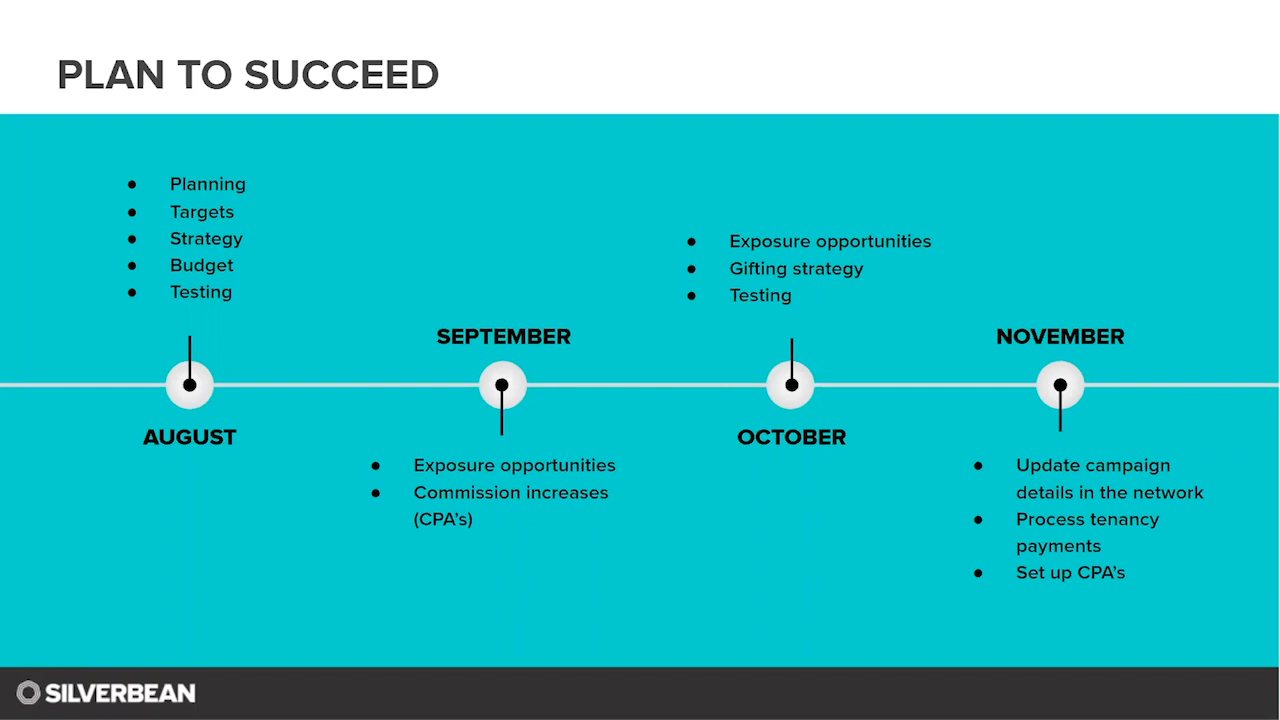 PLAN TO SUCCEED
● Planning
● Targets
● Strategy
● Budget
● Testing
AUGUST
SEPTEMBER
● Exposure opportunities
● Commission increases
(CPA's)
● Exposure opportunities
● Gifting strategy
● Testing
OCTOBER
NOVEMBER
● Update campaign
details in the network
● Process tenancy
payments
● Set up CPA's
SILVERBEAN